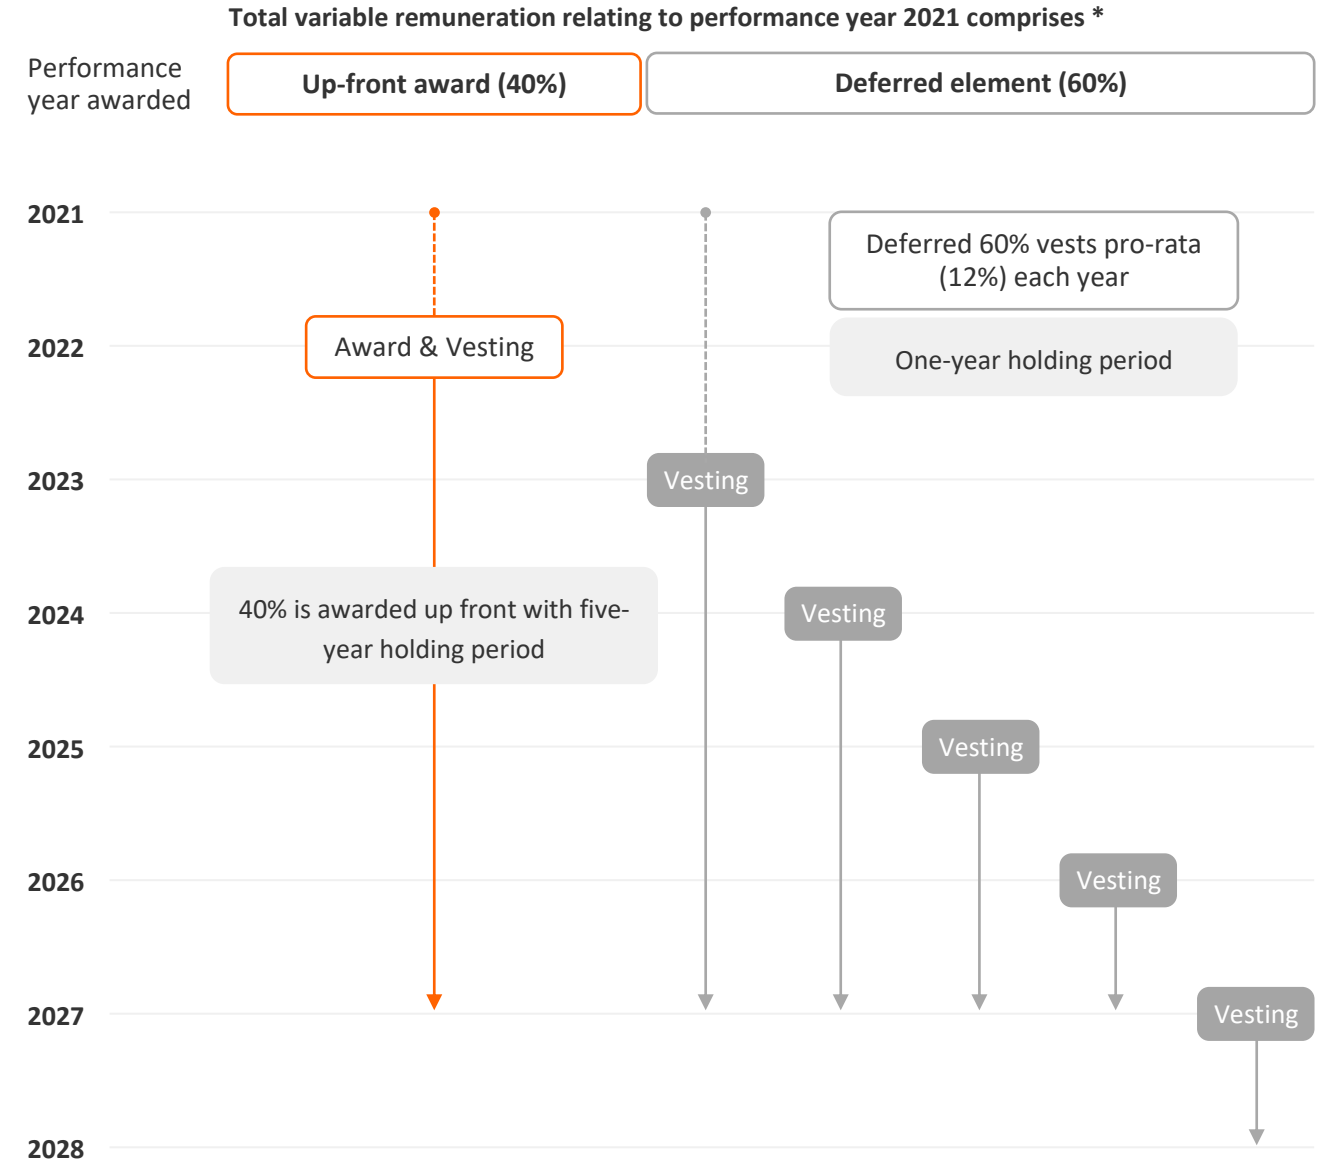 Total variable remuneration relating to performance year 2021 comprises *
Performance
year awarded
Up-front award (40%)
Deferred element (60%)
2021
Deferred 60% vests pro-rata
(12%) each year
2022
Award & Vesting
One-year holding period
2023
Vesting
2024
40% is awarded up front with five-
year holding period
Vesting
2025
Vesting
2026
Vesting
2027
Vesting
2028